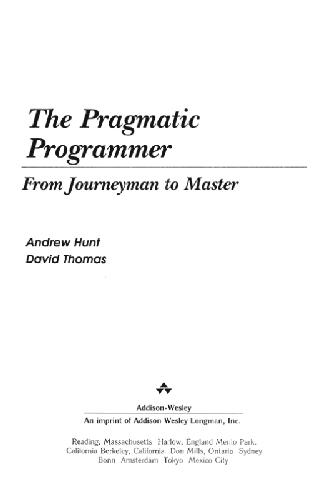 The Pragmatic
Programmer
From Journeyman to Master
Andrew Hunt
David Thomas
Addison-Wesley
An imprint of Addison Wesley Longman, Inc.
Reading, Massachusetts Harlow, England Menlo Park,
California Berkeley, California Don Mills, Ontario Sydney
Bonn Amsterdam Tokyo Mexico City